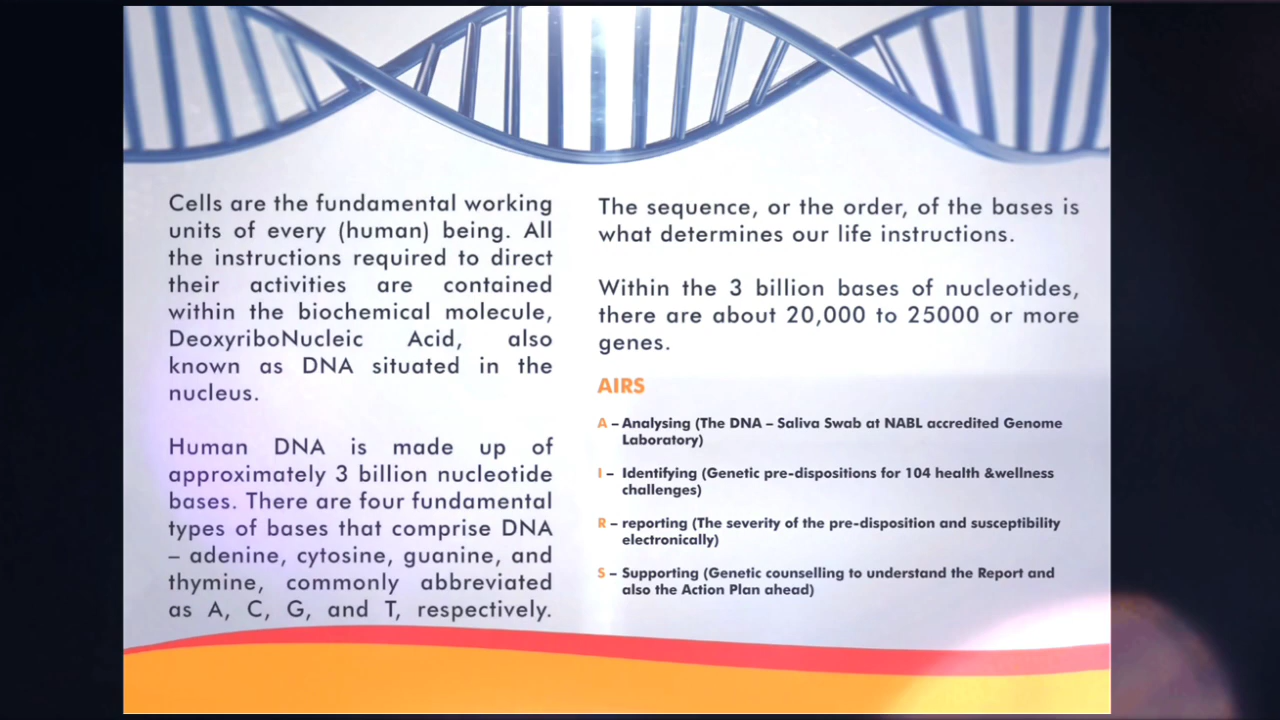 Cells are the fundamental working
units of every (human) being. All
the instructions required to direct
their activities are contained
within the biochemical molecule,
DeoxyriboNucleic Acid, also
known as DNA situated in the
nucleus.
Human DNA is made up of
approximately 3 billion nucleotide
bases. There are four fundamental
types of bases that comprise DNA
– adenine, cytosine, guanine, and
thymine, commonly abbreviated
as A, C, G, and T, respectively.
The sequence, or the order, of the bases is
what determines our life instructions.
Within the 3 billion bases of nucleotides,
there are about 20,000 to 25000 or more
genes.
AIRS
A – Analysing (The DNA – Saliva Swab at NABL accredited Genome
Laboratory)
I – Identifying (Genetic pre-dispositions for 104 health &wellness
challenges)
R – reporting (The severity of the pre-disposition and susceptibility
electronically)
S – Supporting (Genetic counselling to understand the Report and
also the Action Plan ahead)